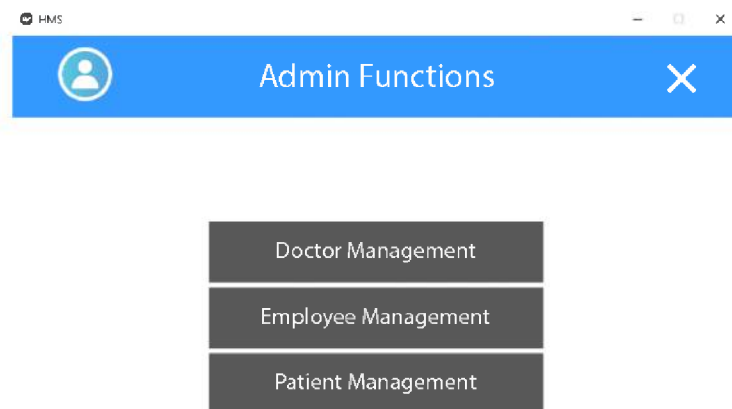 HMS
Admin Functions
Doctor Management
Employee Management
Patient Management